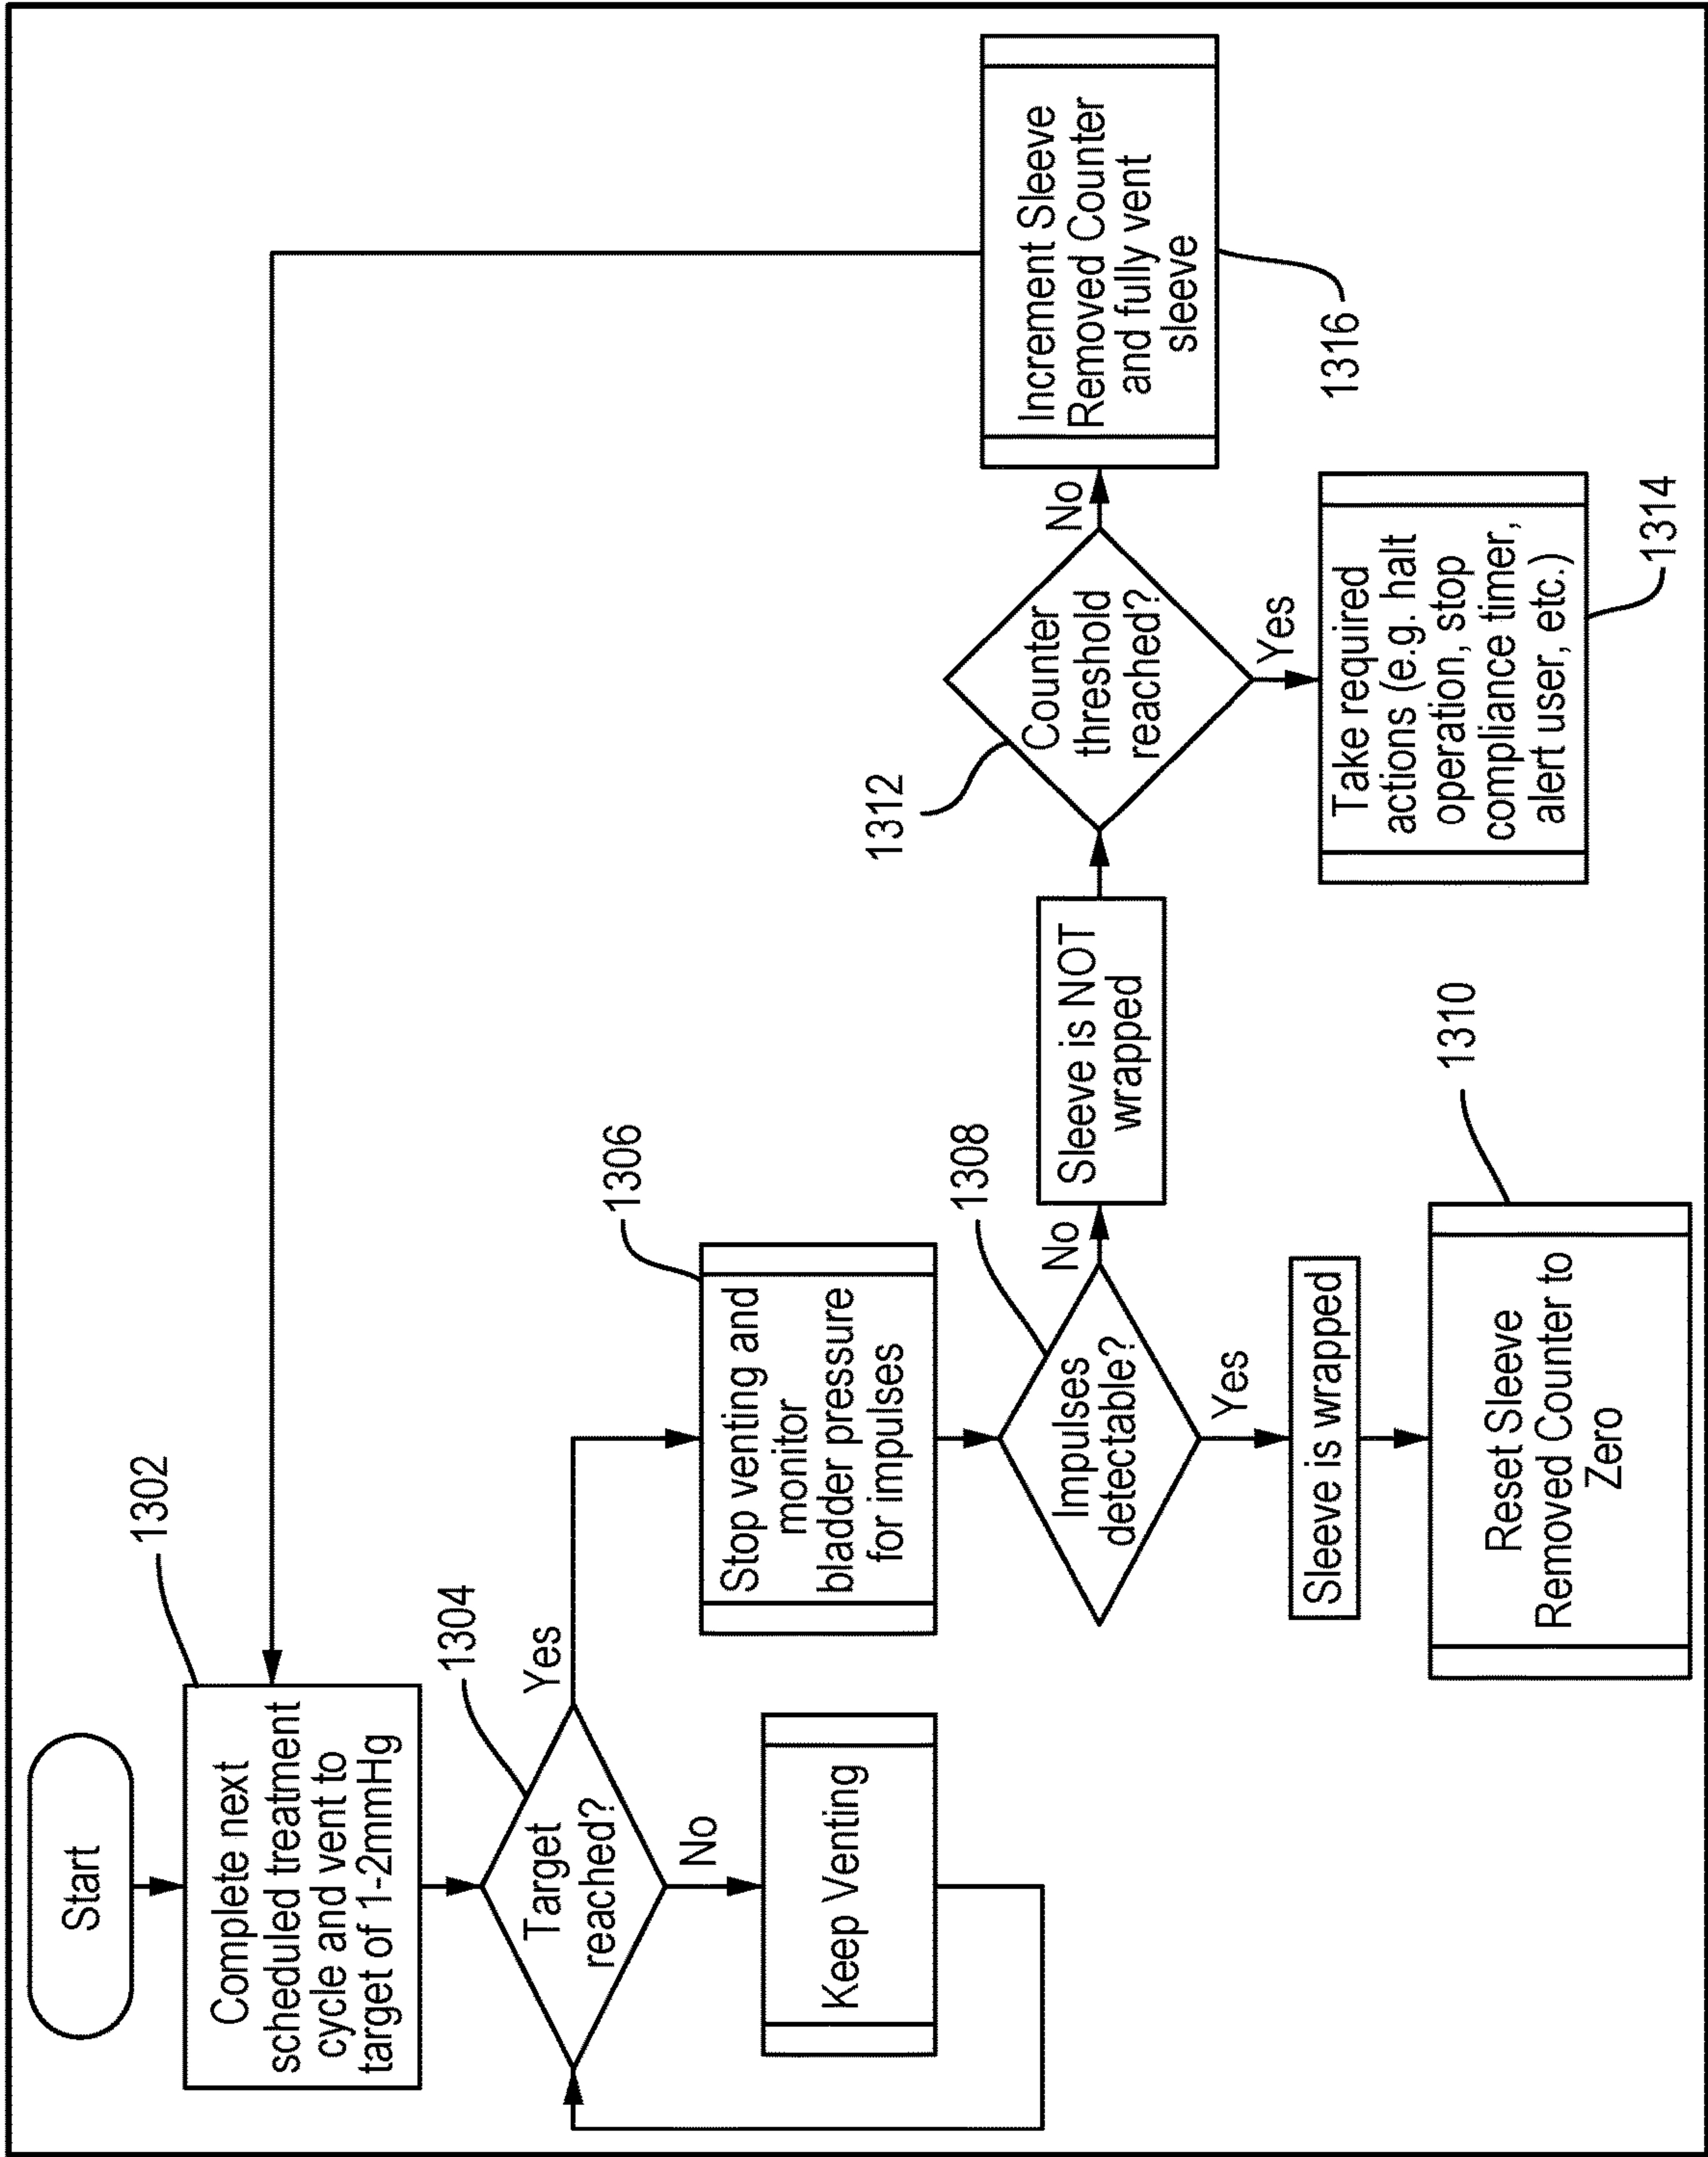 Start
1302
Complete next
scheduled treatment
cycle and vent to
target of 1-2mmHg
1304
Target
reached?
Yes
No
Keep Venting
1306
Stop venting and
monitor
bladder pressure
for impulses
1308
Impulses
detectable?
No
Yes
Sleeve is wrapped
1310
Reset Sleeve
Removed Counter to
Zero
Sleeve is NOT
wrapped
1312
Counter
threshold
reached?
No
Yes
Take required
actions (e.g. halt
operation, stop
compliance timer,
alert user, etc.)
1314
Increment Sleeve
Removed Counter
and fully vent
sleeve
1316